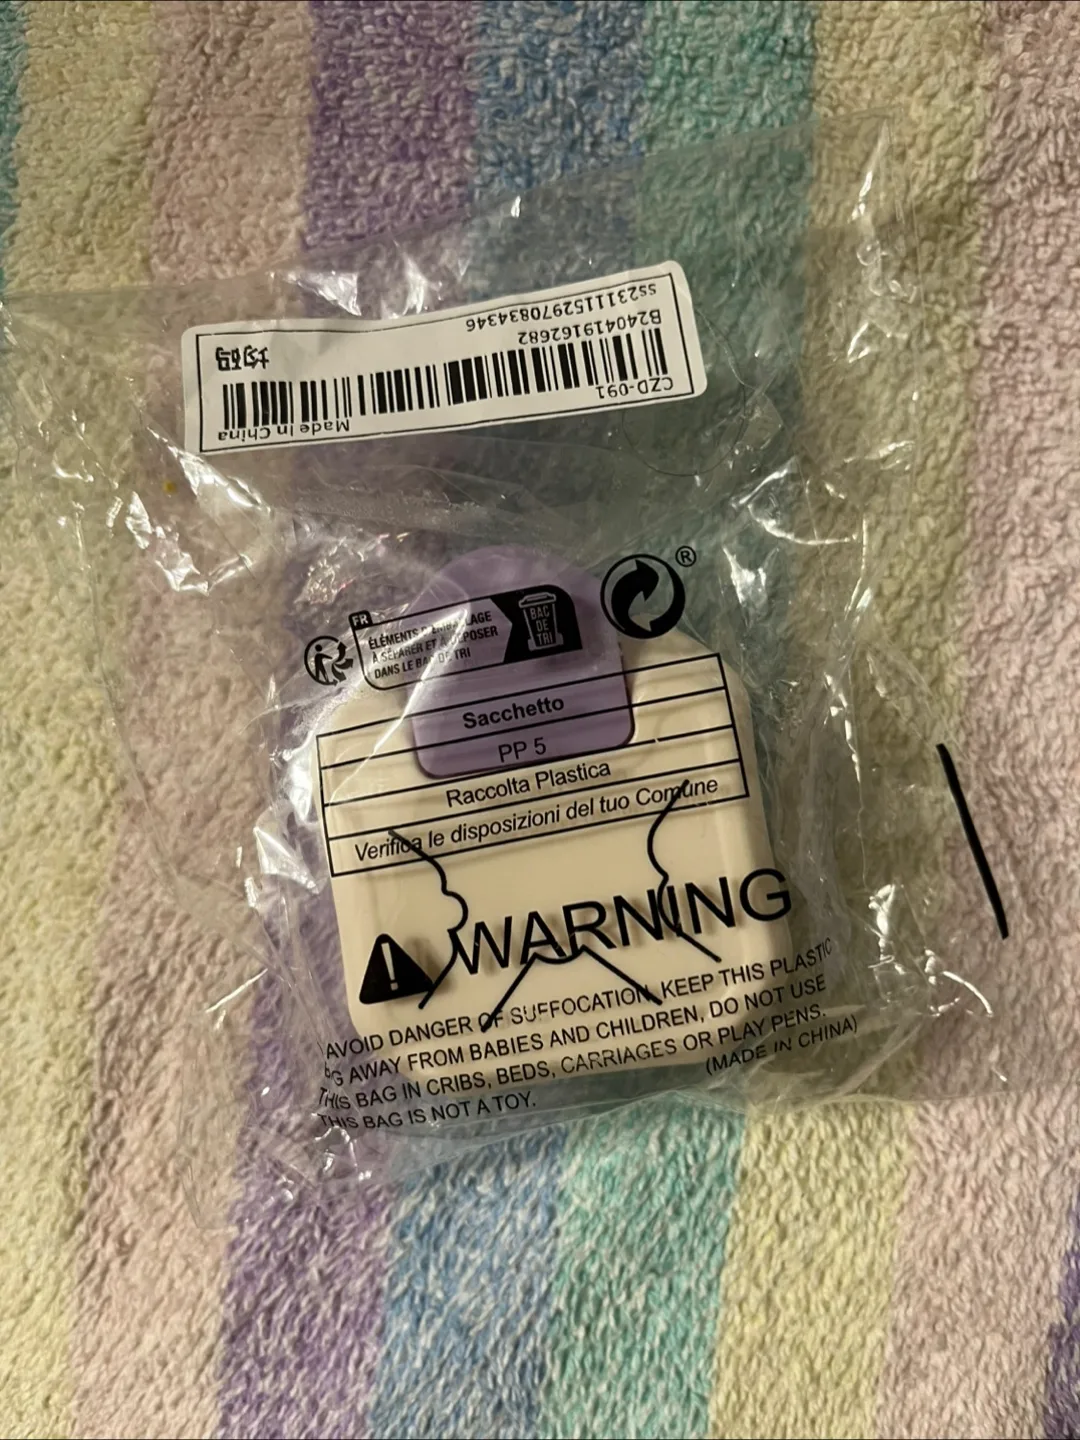 Made in China
CZD-091
B240419162682
ss2311152970834346
®
FR
ÉLÉMENTS D'EMBALLAGE
À SÉPARER ET À DÉPOSER
DANS LE BAC DE TRI
BAC
DE
TRI
Sacchetto
PP 5
Raccolta Plastica
Verifica le disposizioni del tuo Comune
WARNING
AVOID DANGER OF SUFFOCATION, KEEP THIS PLASTIC
BAG AWAY FROM BABIES AND CHILDREN, DO NOT USE
THIS BAG IN CRIBS, BEDS, CARRIAGES OR PLAY PENS.
THIS BAG IS NOT A TOY.
(MADE IN CHINA)